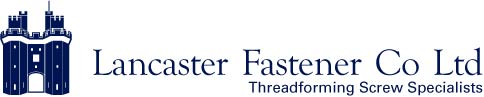 Lancaster Fastener Co Ltd
Threadforming Screw Specialists